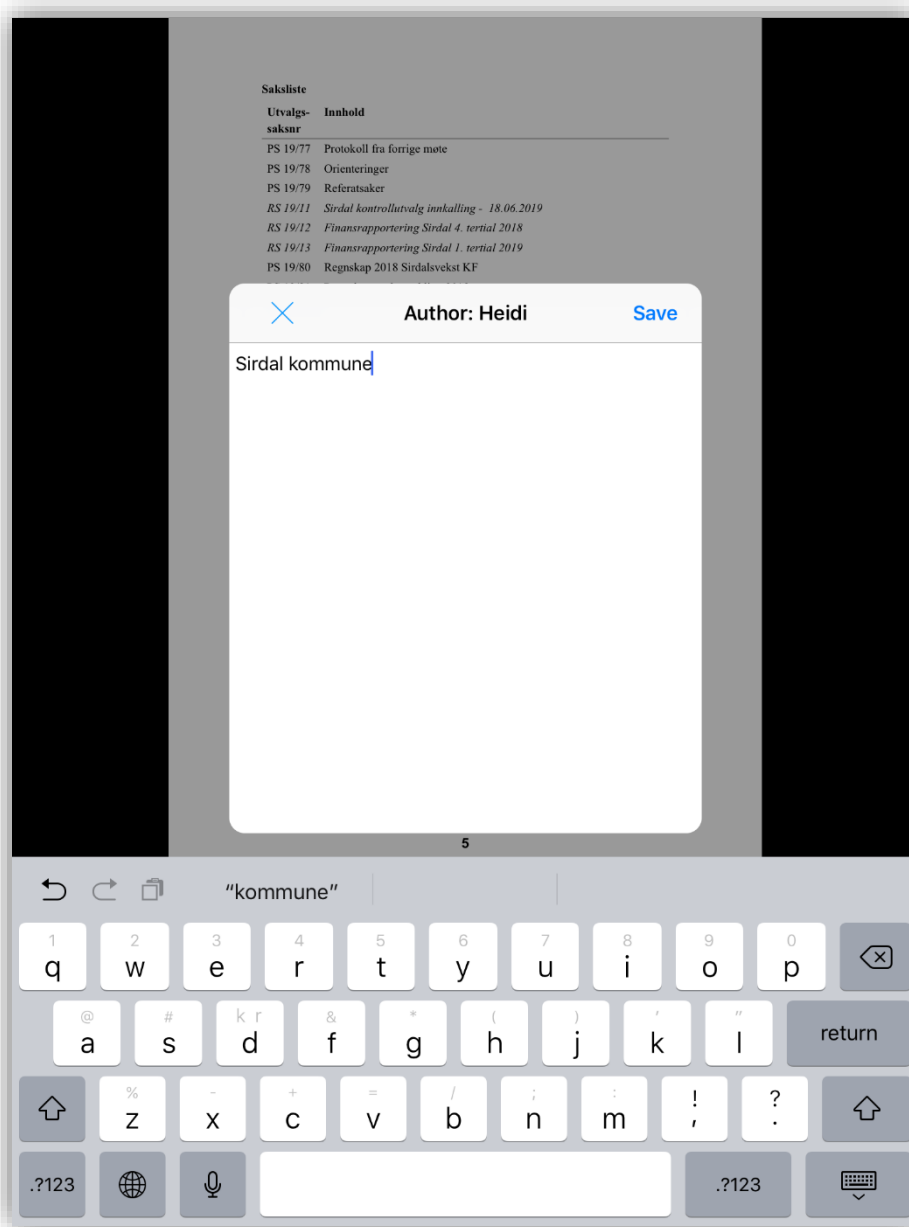 Saksliste
Utvalgs- Innhold
saksnr
PS 19/77 Protokoll fra forrige møte
PS 19/78 Orienteringer
PS 19/79 Referatsaker
RS 19/11 Sirdal kontrollutvalg innkalling - 18.06.2019
RS 19/12 Finansrapportering Sirdal 4. tertial 2018
RS 19/13 Finansrapportering Sirdal 1. tertial 2019
PS 19/80 Regnskap 2018 Sirdalsvekst KF
Author: Heidi Save
Sirdal kommune
5
“kommune”
1 2 3 4 5 6 7 8 9 0
q w e r t y u i o p
@ # k r & * ( ) ' "
a s d f g h j k l return
% - + = / ; : ! ?
z x c v b n m , .
.?123 .?123